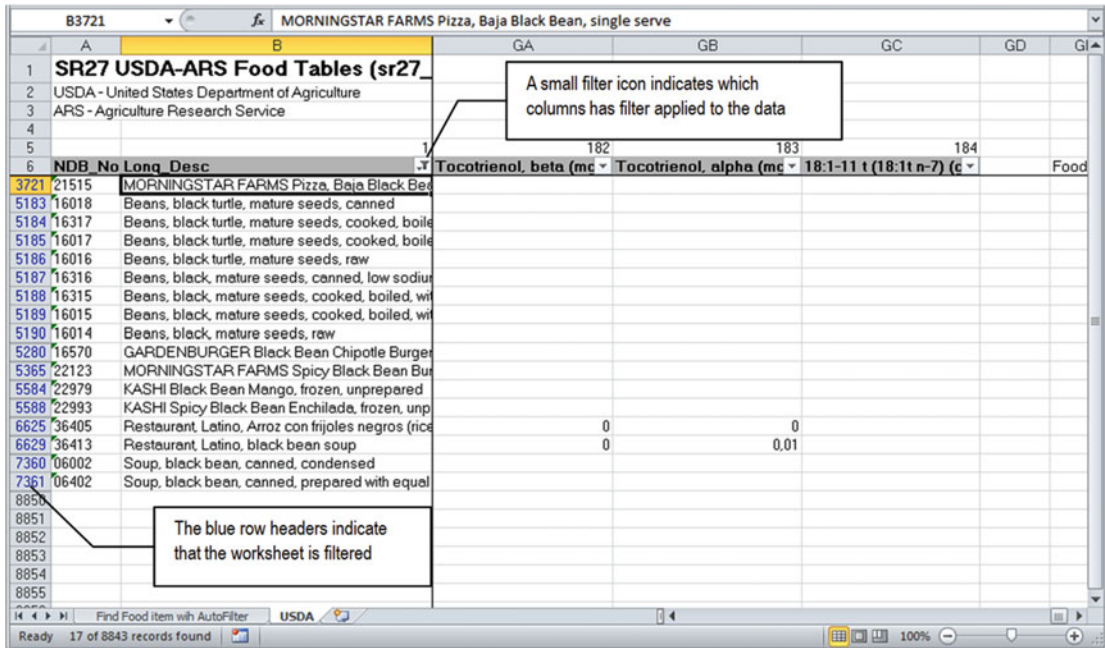 B3721 fx MORNINGSTAR FARMS Pizza, Baja Black Bean, single serve
A B GA GB GC GD
1 SR27 USDA-ARS Food Tables (sr27_
2 USDA - United States Department of Agriculture
3 ARS - Agriculture Research Service
4
5 1 182 183 184
6 NDB_No Long_Desc Tocotrienol, beta (mg Tocotrienol, alpha (mg 18:1-11 t (18:1t n-7) (g Food
A small filter icon indicates which
columns has filter applied to the data
3721 21515 MORNINGSTAR FARMS Pizza, Baja Black Bea
5183 16018 Beans, black turtle, mature seeds, canned
5184 16317 Beans, black turtle, mature seeds, cooked, boile
5185 16017 Beans, black turtle, mature seeds, cooked, boile
5186 16016 Beans, black turtle, mature seeds, raw
5187 16316 Beans, black, mature seeds, canned, low sodiur
5188 16315 Beans, black, mature seeds, cooked, boiled, wit
5189 16015 Beans, black, mature seeds, cooked, boiled, wit
5190 16014 Beans, black, mature seeds, raw
5280 16570 GARDENBURGER Black Bean Chipotle Burger
5365 22123 MORNINGSTAR FARMS Spicy Black Bean Bur
5584 22979 KASHI Black Bean Mango, frozen, unprepared
5588 22993 KASHI Spicy Black Bean Enchilada, frozen, unp
6625 36405 Restaurant, Latino, Arroz con frijoles negros (rice 0 0
6629 36413 Restaurant, Latino, black bean soup 0 0,01
7360 06002 Soup, black bean, canned, condensed
7361 06402 Soup, black bean, canned, prepared with equal
8850
8851
8852
8853
8854
8855
The blue row headers indicate
that the worksheet is filtered
Find Food item wih AutoFilter USDA
Ready 17 of 8843 records found 100%